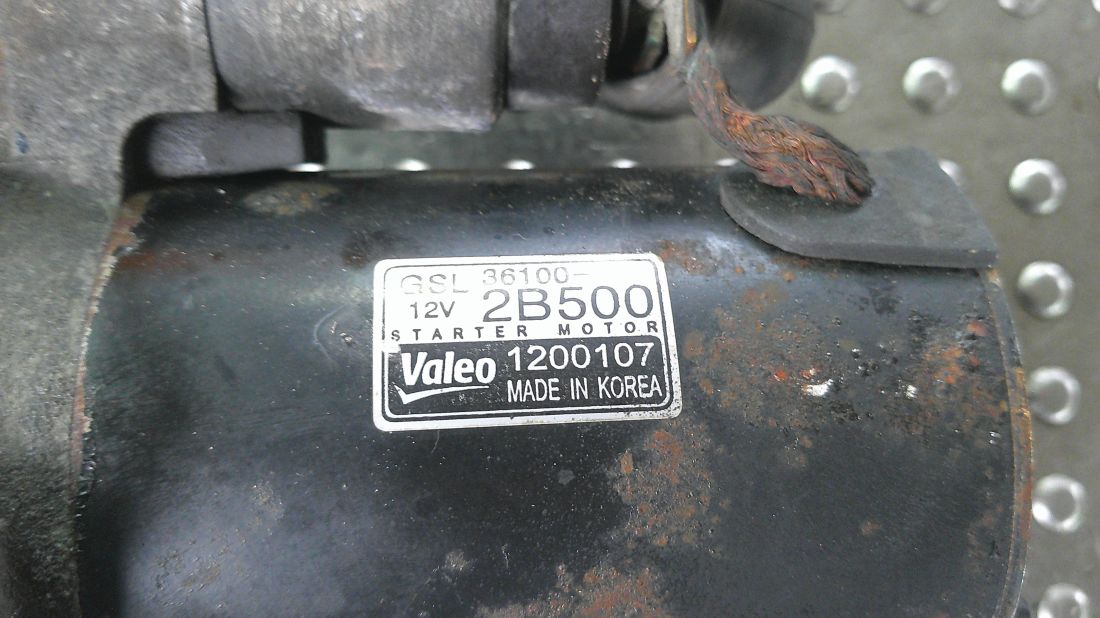 GSL 36100-
12V 2B500
STARTER MOTOR
Valeo 1200107
MADE IN KOREA